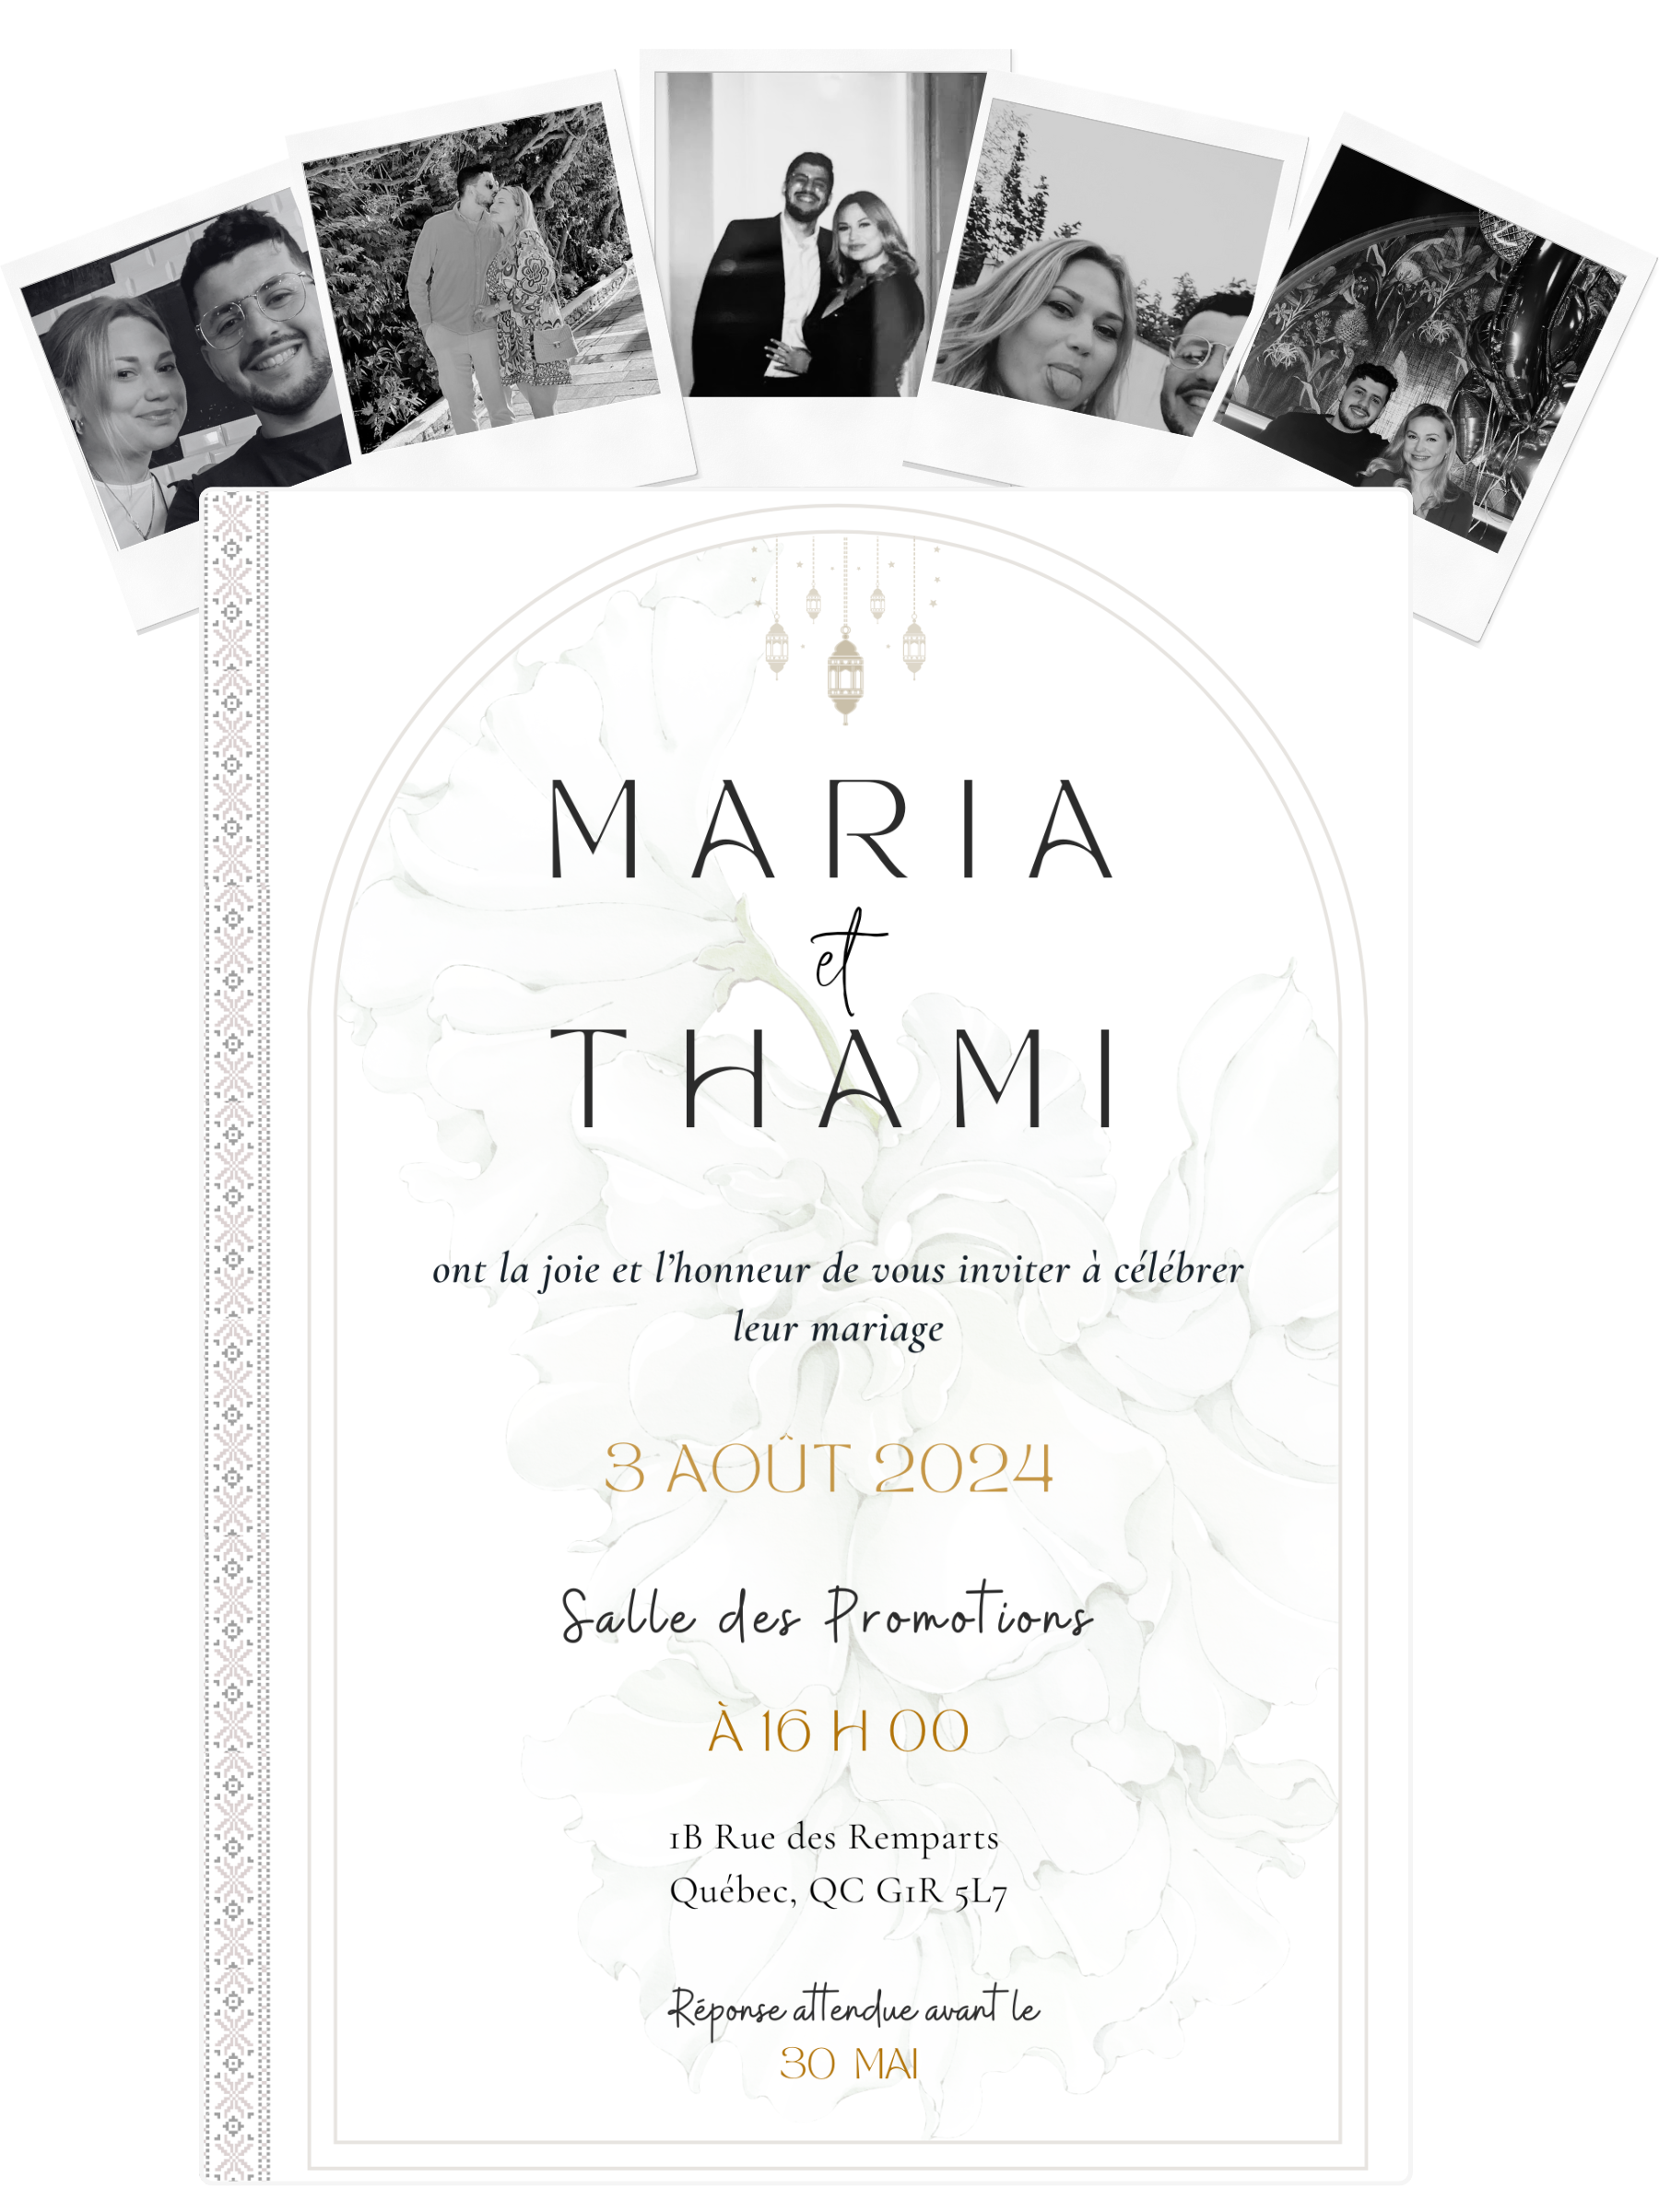 MARIA
et
THAMI
ont la joie et l’honneur de vous inviter à célébrer
leur mariage
3 AOÛT 2024
Salle des Promotions
À 16 H 00
1B Rue des Remparts
Québec, QC G1R 5L7
Réponse attendue avant le
30 MAI